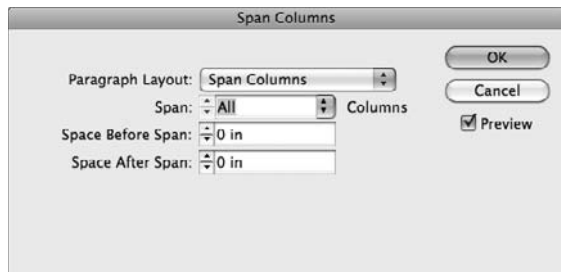 Span Columns
OK
Paragraph Layout: Span Columns
Cancel
Span: All Columns
Preview
Space Before Span: 0 in
Space After Span: 0 in